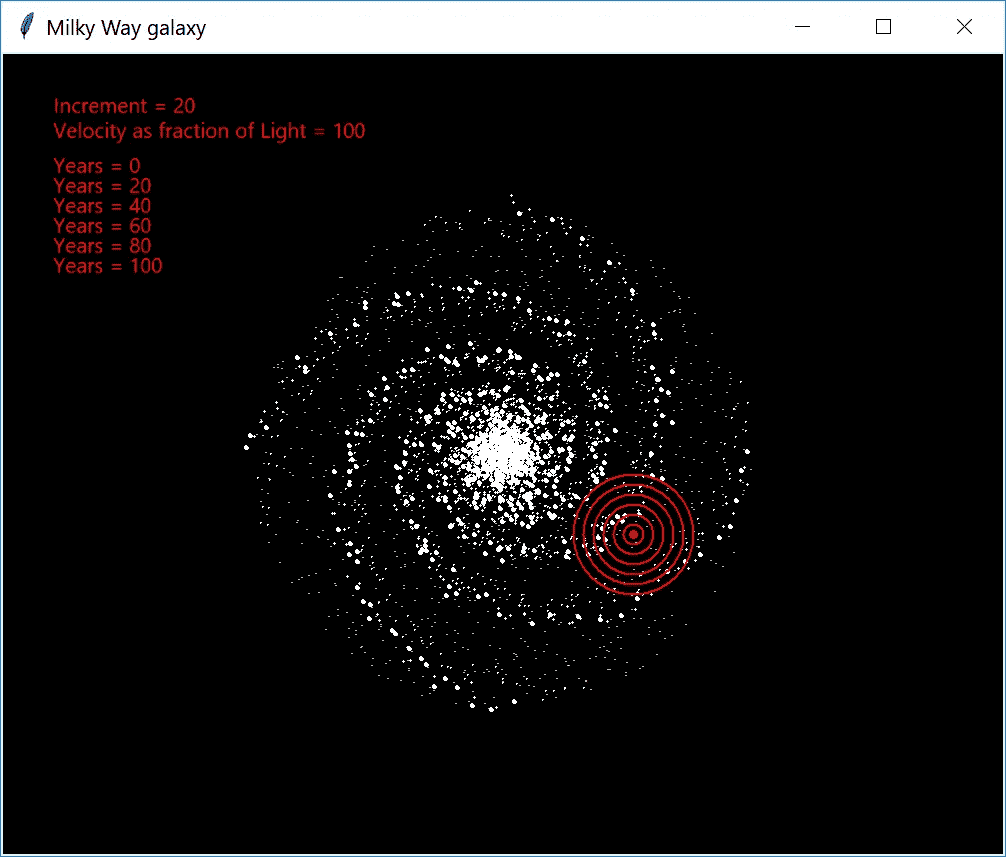 Milky Way galaxy
Increment = 20
Velocity as fraction of Light = 100
Years = 0
Years = 20
Years = 40
Years = 60
Years = 80
Years = 100